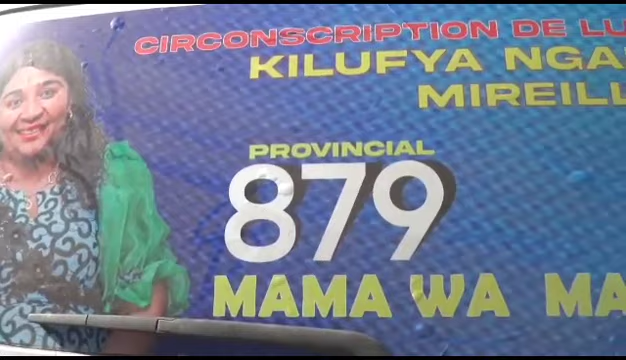 CIRCONSCRIPTION DE LU
KILUFYA NGA
MIREILL
PROVINCIAL
879
MAMA WA MA